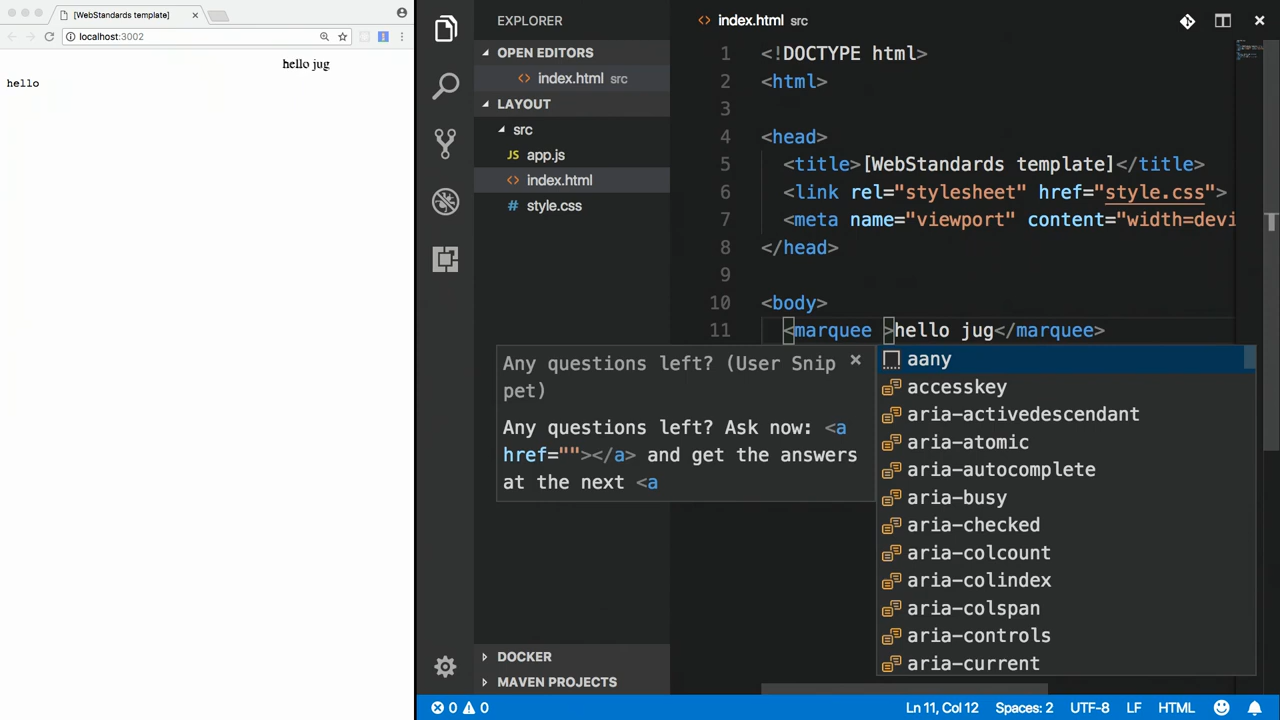 [WebStandards template]
localhost:3002
hello jug
hello
EXPLORER
OPEN EDITORS
index.html src
LAYOUT
src
JS app.js
index.html
# style.css
DOCKER
MAVEN PROJECTS
index.html src
1 <!DOCTYPE html>
2 <html>
3
4 <head>
5 <title>[WebStandards template]</title>
6 <link rel="stylesheet" href="style.css">
7 <meta name="viewport" content="width=devi
8 </head>
9
10 <body>
11 <marquee >hello jug</marquee>
Any questions left? (User Snip
pet)
Any questions left? Ask now: <a
href=""></a> and get the answers
at the next <a
aany
accesskey
aria-activedescendant
aria-atomic
aria-autocomplete
aria-busy
aria-checked
aria-colcount
aria-colindex
aria-colspan
aria-controls
aria-current
0 0 Ln 11, Col 12 Spaces: 2 UTF-8 LF HTML